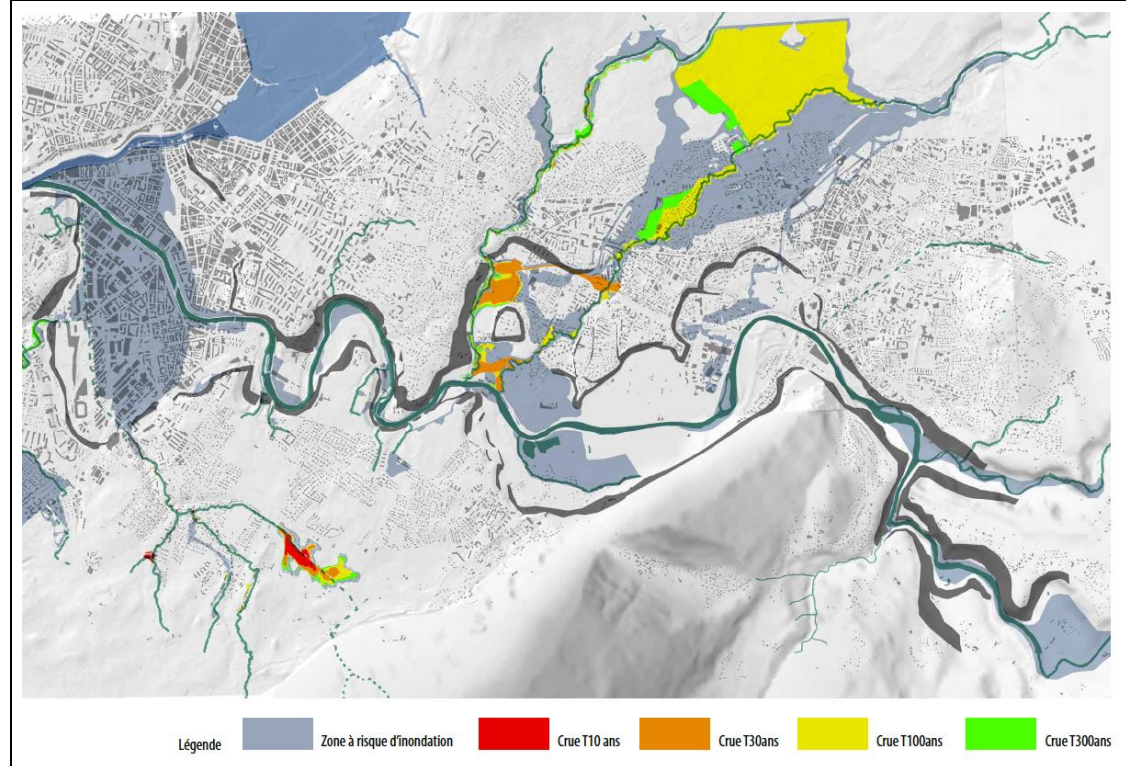 Légende
Zone à risque d'inondation
Crue T10 ans
Crue T30ans
Crue T100ans
Crue T300ans